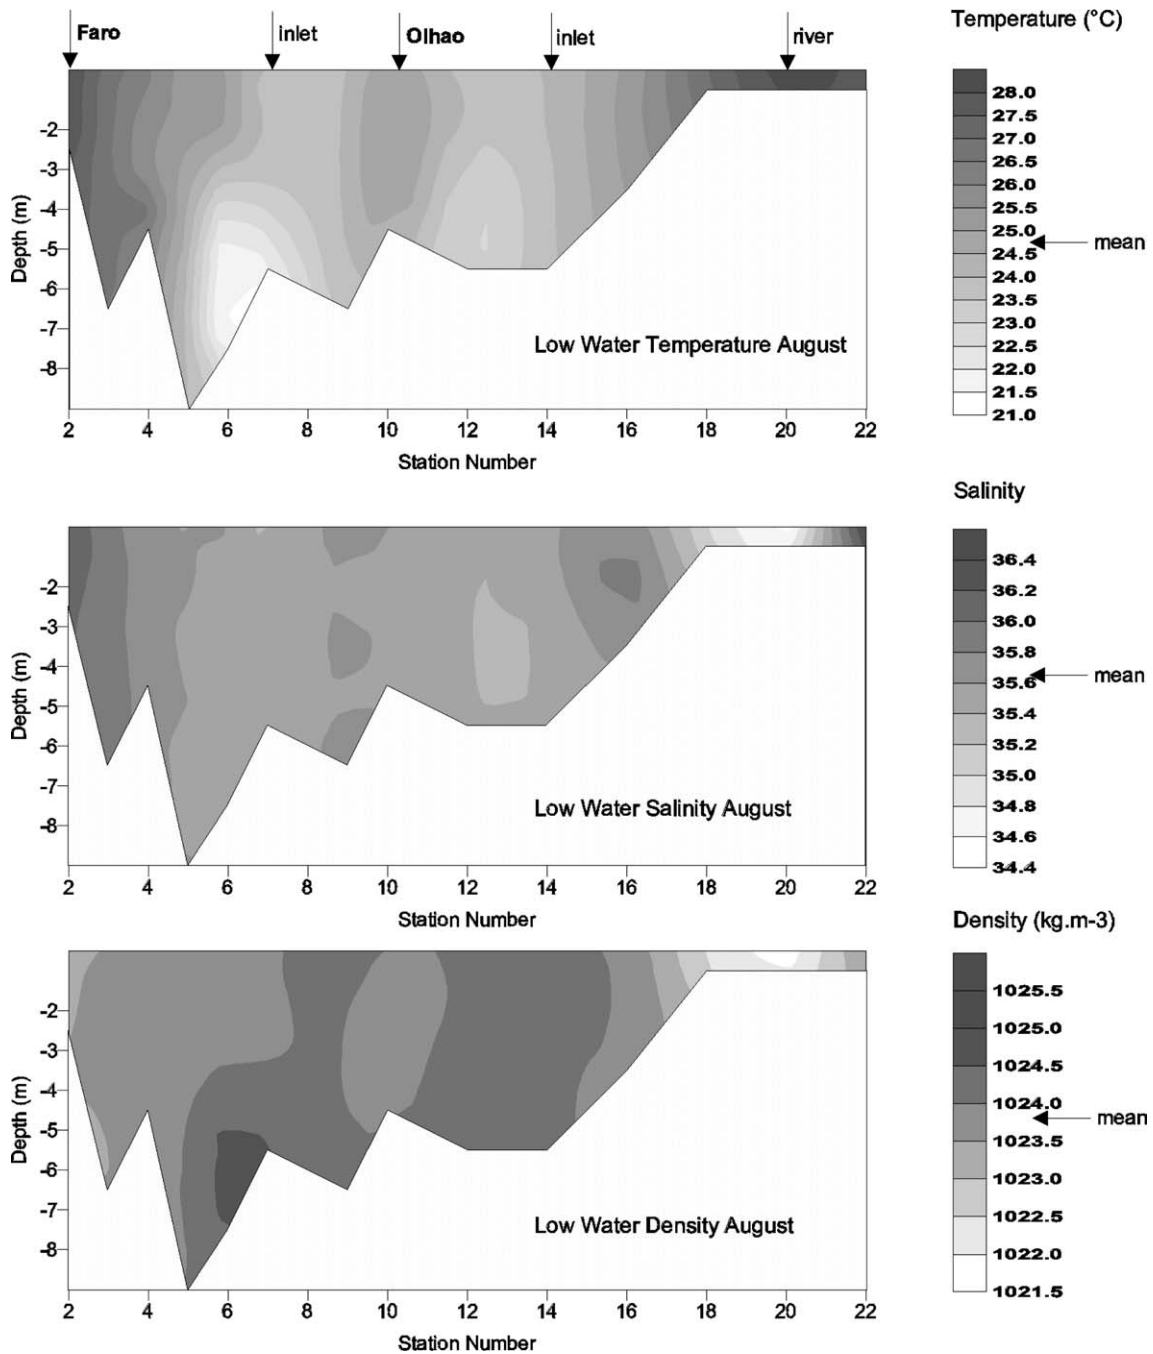 Faro inlet Olhao inlet river
Temperature (°C)
-2
-3
-4
-5
-6
-7
-8
Depth (m)
Low Water Temperature August
2 4 6 8 10 12 14 16 18 20 22
Station Number
28.0
27.5
27.0
26.5
26.0
25.5
25.0
24.5
24.0
23.5
23.0
22.5
22.0
21.5
21.0
mean
Salinity
-2
-3
-4
-5
-6
-7
-8
Depth (m)
Low Water Salinity August
2 4 6 8 10 12 14 16 18 20 22
Station Number
36.4
36.2
36.0
35.8
35.6
35.4
35.2
35.0
34.8
34.6
34.4
mean
Density (kg.m-3)
-2
-3
-4
-5
-6
-7
-8
Depth (m)
Low Water Density August
2 4 6 8 10 12 14 16 18 20 22
Station Number
1025.5
1025.0
1024.5
1024.0
1023.5
1023.0
1022.5
1022.0
1021.5
mean